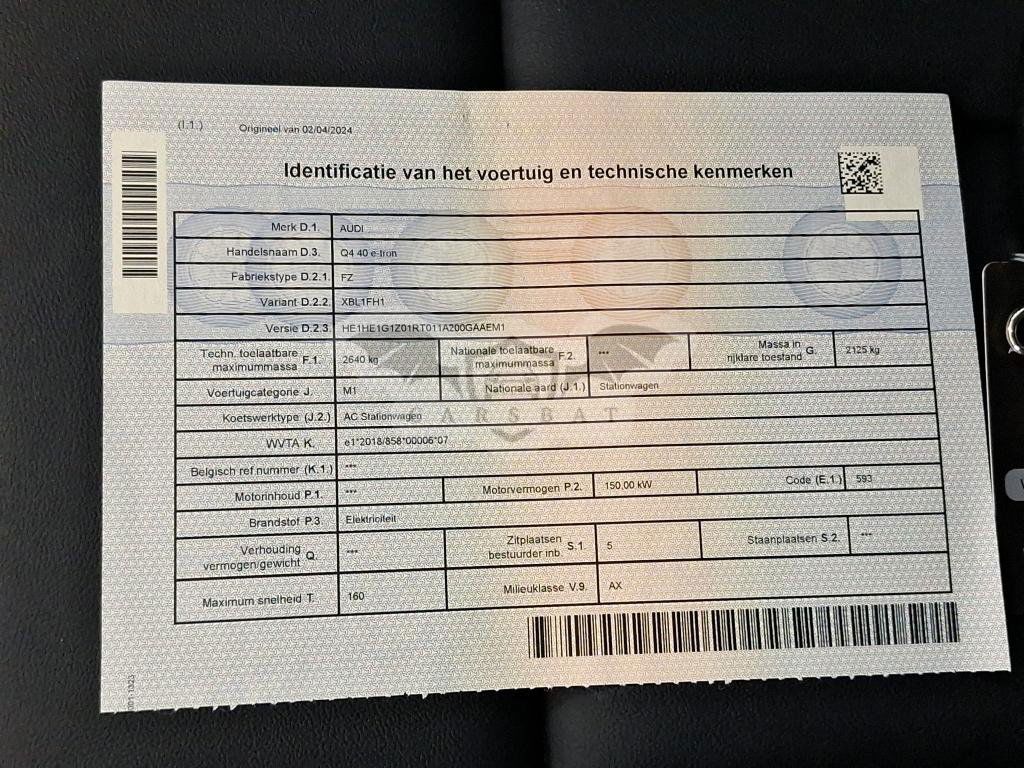 (I.1.) Origineel van 02/04/2024
Identificatie van het voertuig en technische kenmerken
Merk D.1. AUDI
Handelsnaam D.3. Q4 40 e-tron
Fabriekstype D.2.1. FZ
Variant D.2.2. XBL1FH1
Versie D.2.3. HE1HE1G1Z01RT011A200GAAEM1
Techn. toelaatbare maximummassa F.1. 2640 kg Nationale toelaatbare maximummassa F.2. *** Massa in rijklare toestand G. 2125 kg
Voertuigcategorie J. M1 Nationale aard (J.1.) Stationwagen
Koetswerktype (J.2.) AC Stationwagen
CARSBAT
WVTA K. e1*2018/858*00006*07
Belgisch ref nummer (K.1.) ***
Motorinhoud P.1. *** Motorvermogen P.2. 150,00 kW Code (E.1.) 593
Brandstof P.3. Elektriciteit
Verhouding vermogen/gewicht Q. *** Zitplaatsen bestuurder inb. S.1. 5 Staanplaatsen S.2. ***
Maximum snelheid T. 160 Milieuklasse V.9. AX